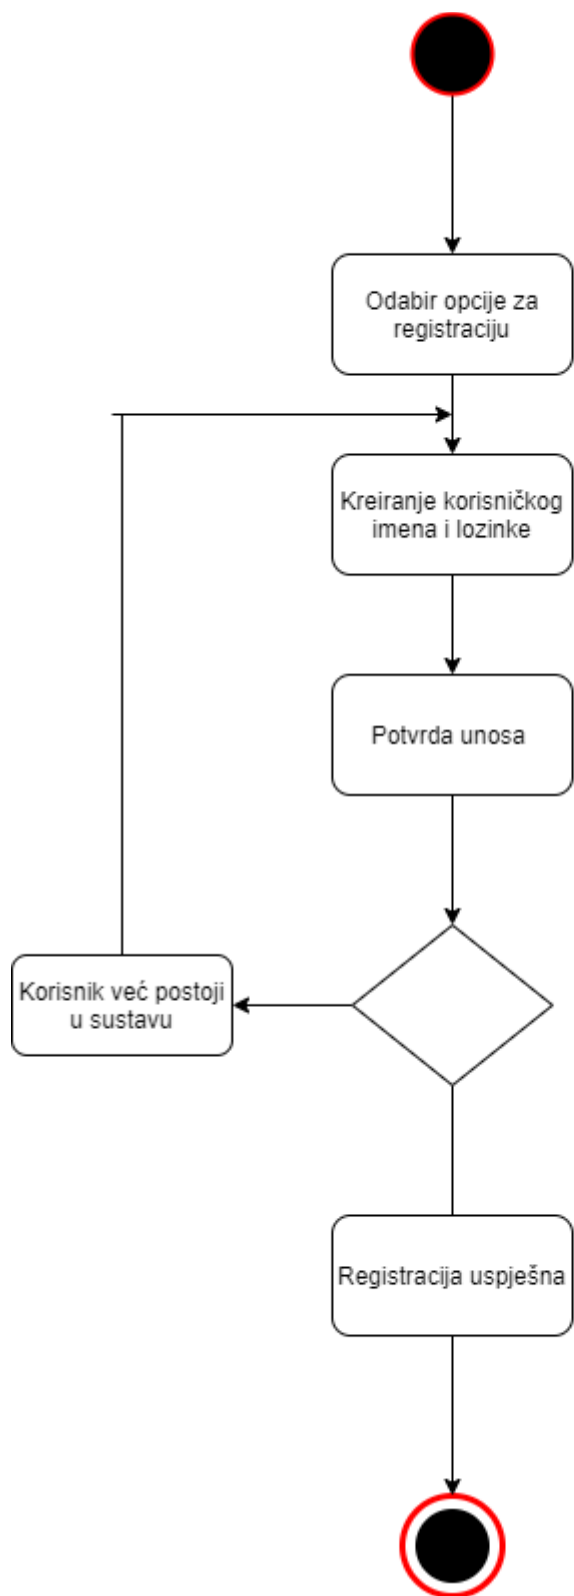 Odabir opcije za
registraciju
Kreiranje korisničkog
imena i lozinke
Potvrda unosa
Korisnik već postoji
u sustavu
Registracija uspješna